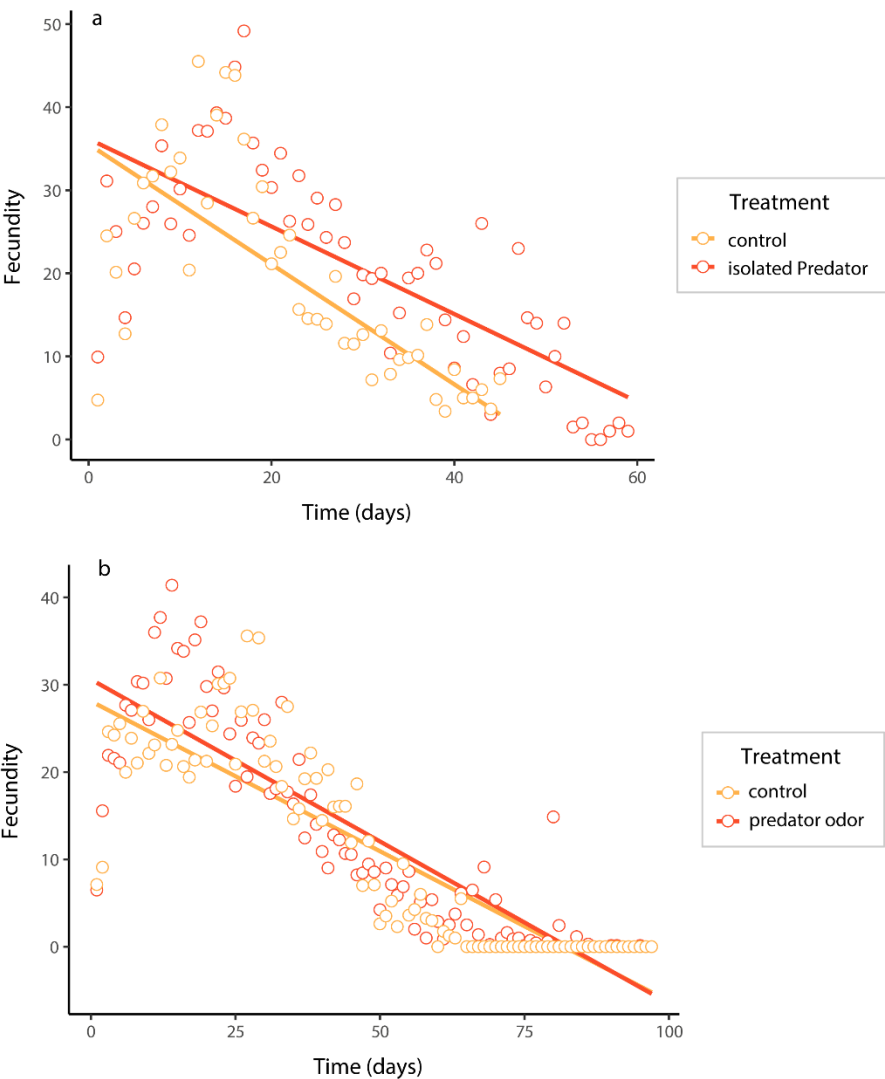 a
50
40
30
20
10
0
Fecundity
0 20 40 60
Time (days)
Treatment
control
isolated Predator
b
40
30
20
10
0
Fecundity
0 25 50 75 100
Time (days)
Treatment
control
predator odor